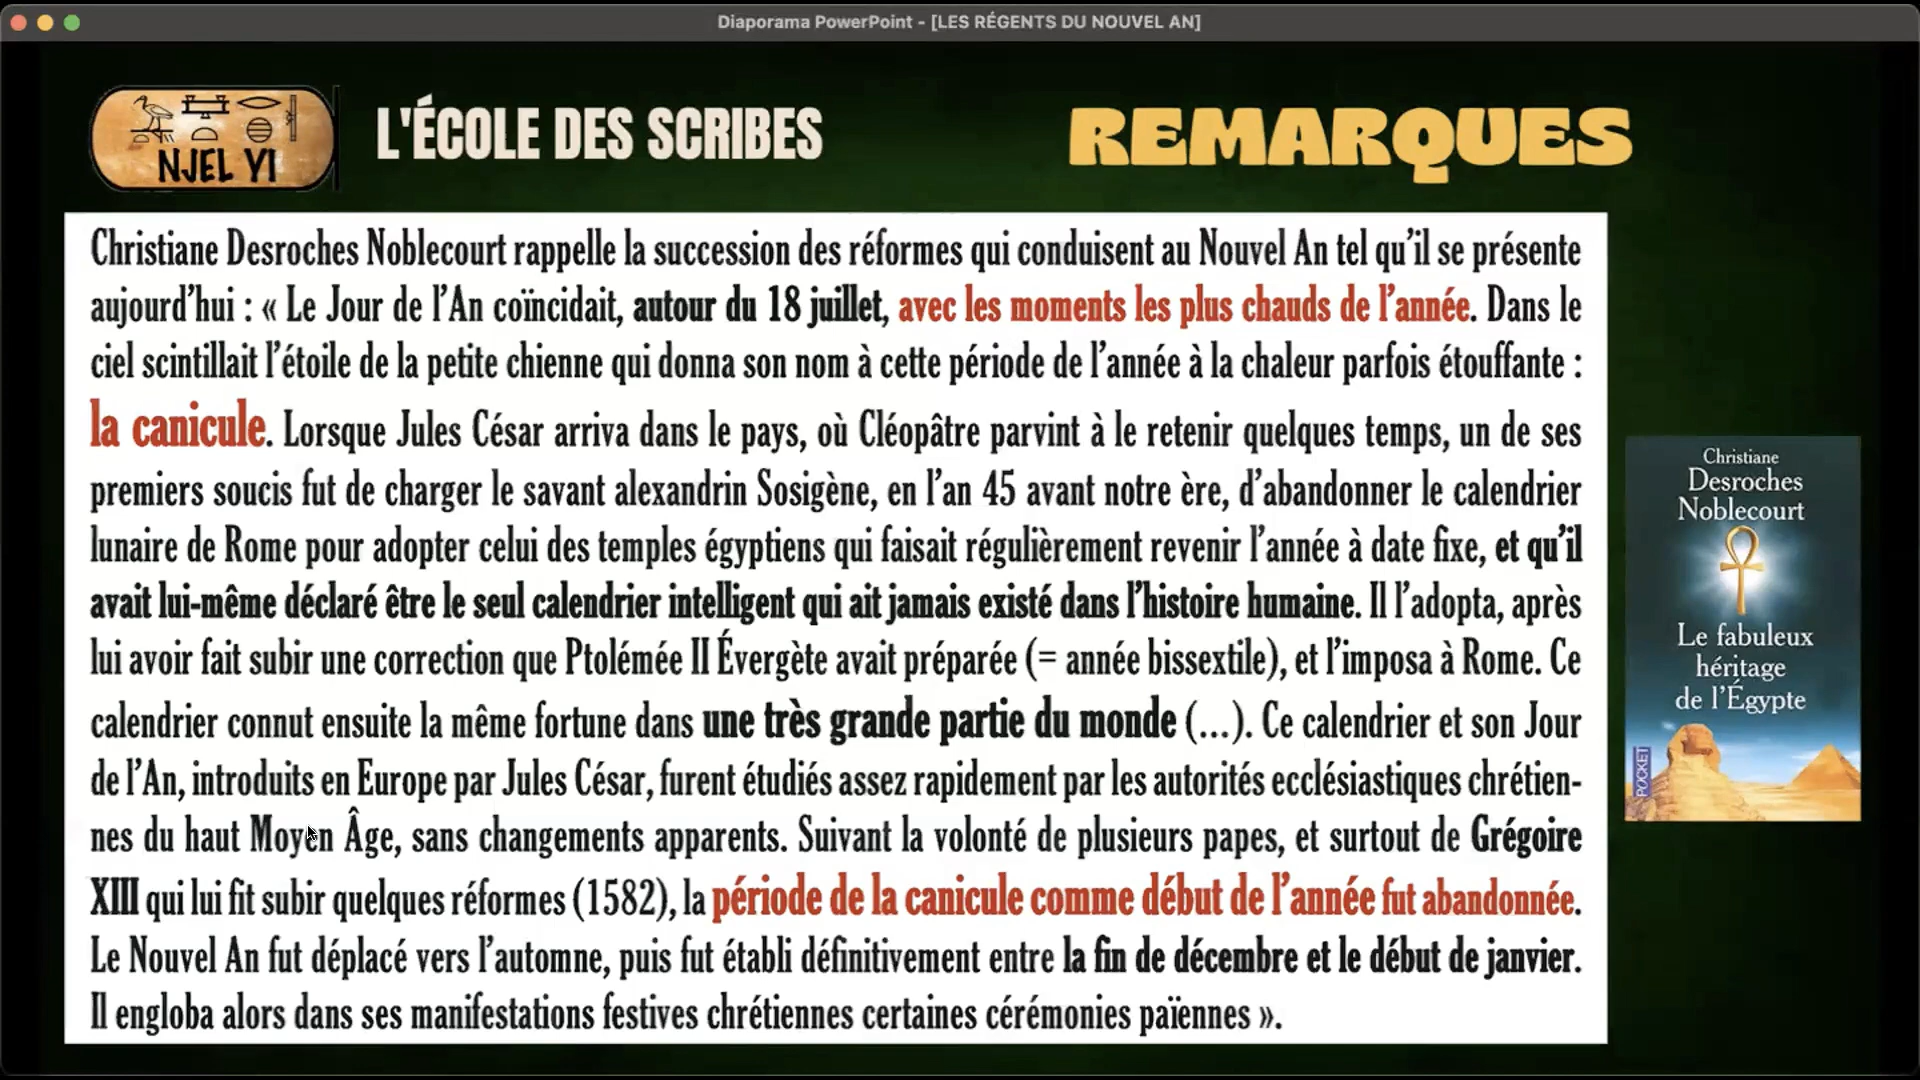 Diaporama PowerPoint - [LES RÉGENTS DU NOUVEL AN]
NJEL YI
L'ÉCOLE DES SCRIBES
REMARQUES
Christiane Desroches Noblecourt rappelle la succession des réformes qui conduisent au Nouvel An tel qu’il se présente
aujourd’hui : « Le Jour de l’An coïncidait, autour du 18 juillet, avec les moments les plus chauds de l’année. Dans le
ciel scintillait l’étoile de la petite chienne qui donna son nom à cette période de l’année à la chaleur parfois étouffante :
la canicule. Lorsque Jules César arriva dans le pays, où Cléopâtre parvint à le retenir quelques temps, un de ses
premiers soucis fut de charger le savant alexandrin Sosigène, en l’an 45 avant notre ère, d’abandonner le calendrier
lunaire de Rome pour adopter celui des temples égyptiens qui faisait régulièrement revenir l’année à date fixe, et qu’il
avait lui-même déclaré être le seul calendrier intelligent qui ait jamais existé dans l’histoire humaine. Il l’adopta, après
lui avoir fait subir une correction que Ptolémée II Évergète avait préparée (= année bissextile), et l’imposa à Rome. Ce
calendrier connut ensuite la même fortune dans une très grande partie du monde (…). Ce calendrier et son Jour
de l’An, introduits en Europe par Jules César, furent étudiés assez rapidement par les autorités ecclésiastiques chrétien-
nes du haut Moyen Âge, sans changements apparents. Suivant la volonté de plusieurs papes, et surtout de Grégoire
XIII qui lui fit subir quelques réformes (1582), la période de la canicule comme début de l’année fut abandonnée.
Le Nouvel An fut déplacé vers l’automne, puis fut établi définitivement entre la fin de décembre et le début de janvier.
Il engloba alors dans ses manifestations festives chrétiennes certaines cérémonies païennes ».
Christiane
Desroches
Noblecourt
Le fabuleux
héritage
de l’Égypte
POCKET